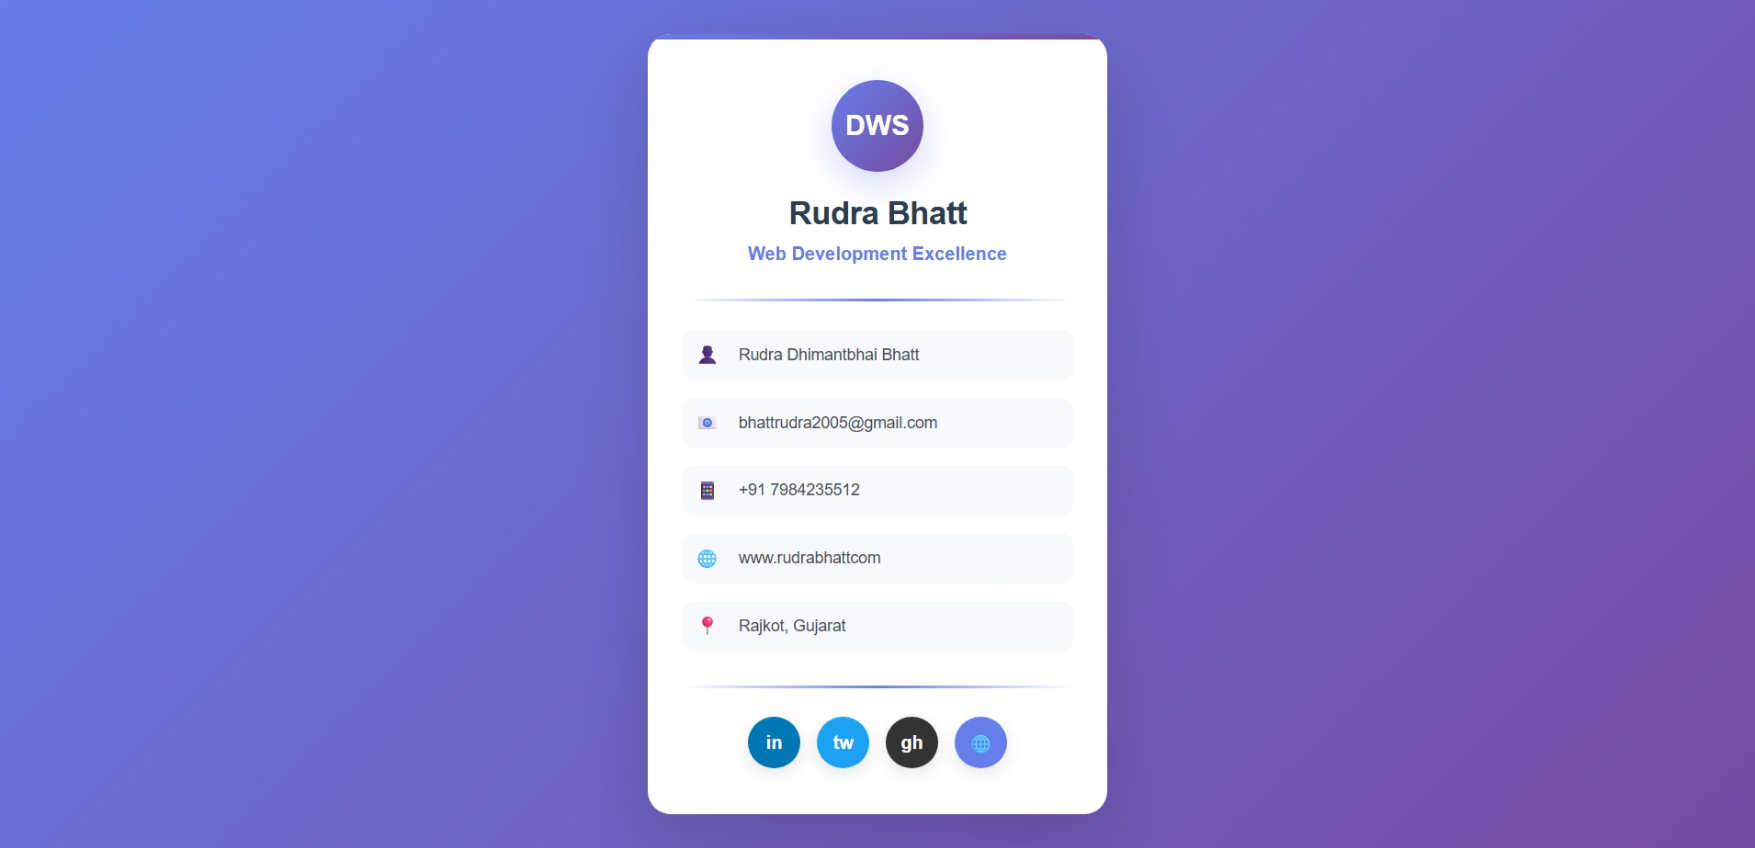 DWS
Rudra Bhatt
Web Development Excellence
Rudra Dhimantbhai Bhatt
bhattrudra2005@gmail.com
+91 7984235512
www.rudrabhattcom
Rajkot, Gujarat
in tw gh